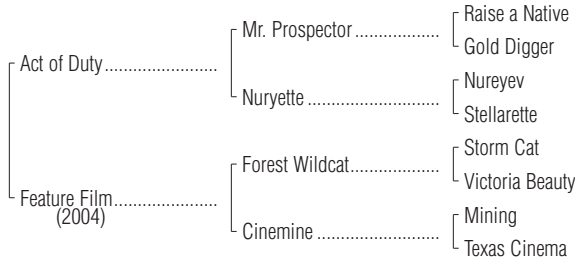 Raise a Native
Mr. Prospector ...................
Gold Digger
Act of Duty.........................
Nureyev
Nuryette ..............................
Stellarette
Storm Cat
Forest Wildcat....................
Victoria Beauty
Feature Film.......................
(2004)
Mining
Cinemine ...........................
Texas Cinema